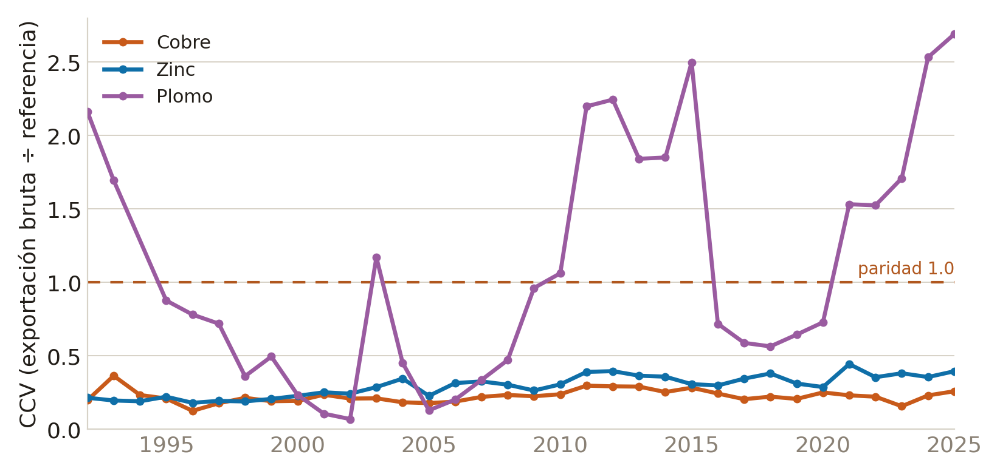 CCV (exportación bruta ÷ referencia)
Cobre
Zinc
Plomo
2.5
2.0
1.5
1.0
0.5
0.0
paridad 1.0
1995
2000
2005
2010
2015
2020
2025